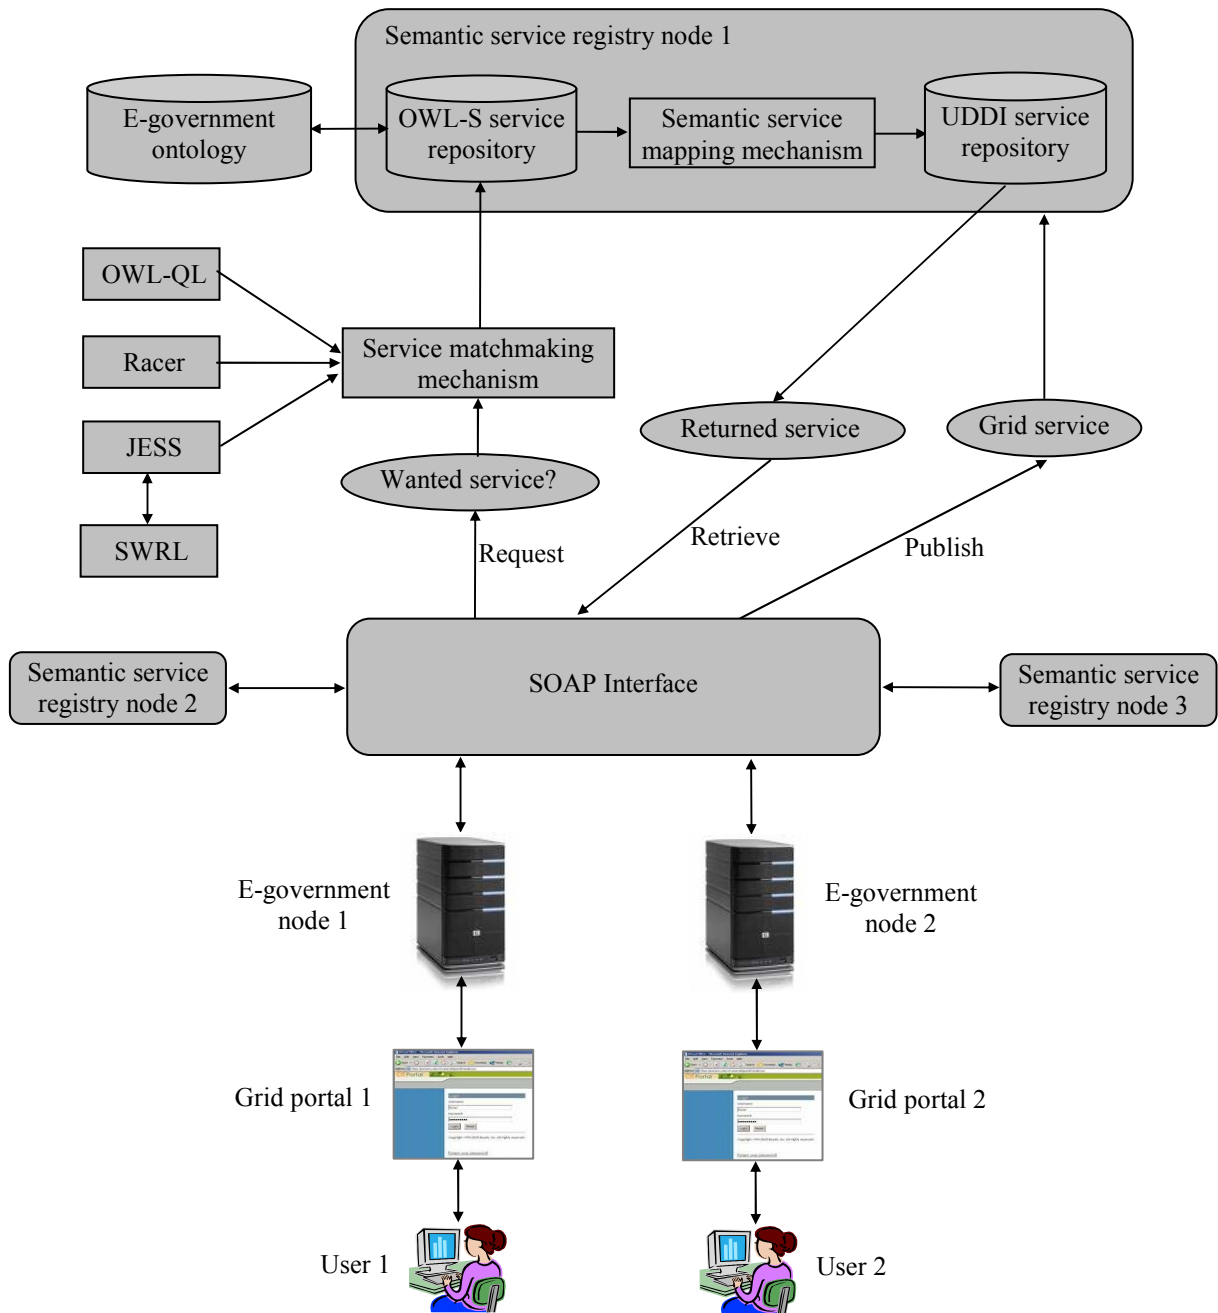 Semantic service registry node 1
E-government
ontology
OWL-S service
repository
Semantic service
mapping mechanism
UDDI service
repository
OWL-QL
Racer
JESS
SWRL
Service matchmaking
mechanism
Wanted service?
Returned service
Grid service
Request
Retrieve
Publish
Semantic service
registry node 2
SOAP Interface
Semantic service
registry node 3
E-government
node 1
E-government
node 2
Grid portal 1
Grid portal 2
User 1
User 2